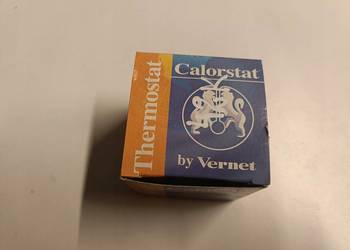 Thermostat
Calorstat
by Vernet